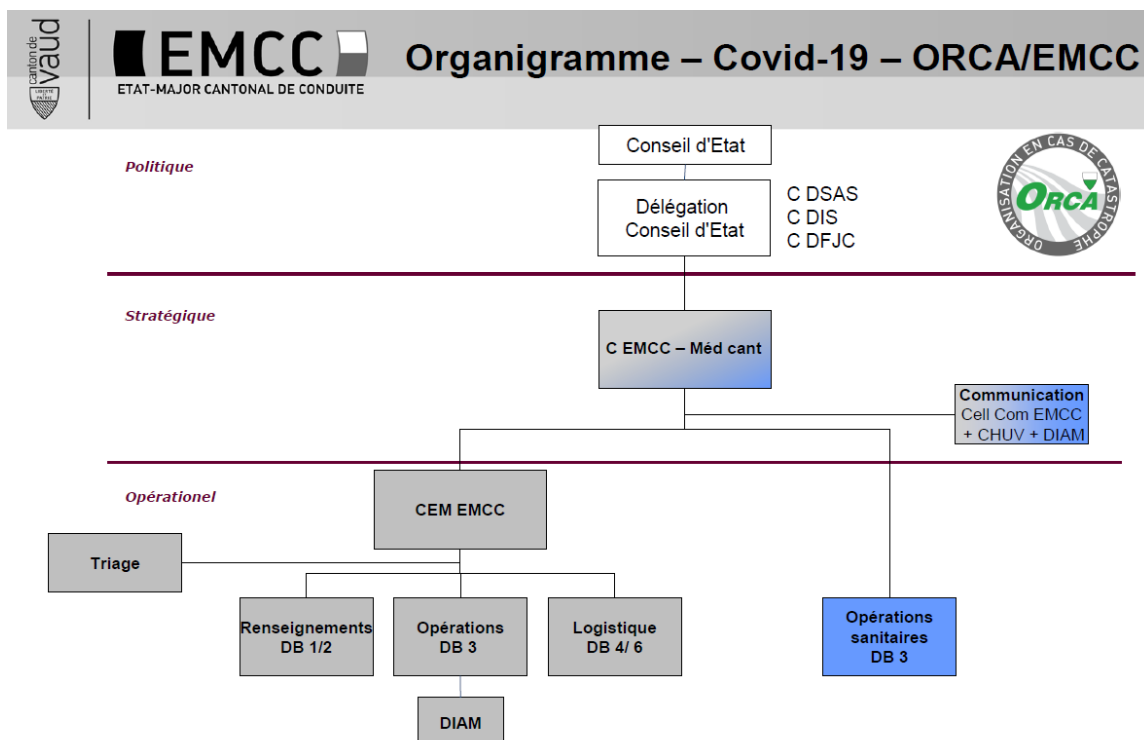 canton de
vaud
LIBERTÉ
ET
PATRIE
EMCC
ETAT-MAJOR CANTONAL DE CONDUITE
Organigramme – Covid-19 – ORCA/EMCC
Politique
Conseil d'Etat
Délégation
Conseil d'Etat
C DSAS
C DIS
C DFJC
ORGANISATION EN CAS DE CATASTROPHE
ORCA
Stratégique
C EMCC – Méd cant
Communication
Cell Com EMCC
+ CHUV + DIAM
Opérationel
CEM EMCC
Triage
Renseignements
DB 1/2
Opérations
DB 3
Logistique
DB 4/ 6
Opérations
sanitaires
DB 3
DIAM